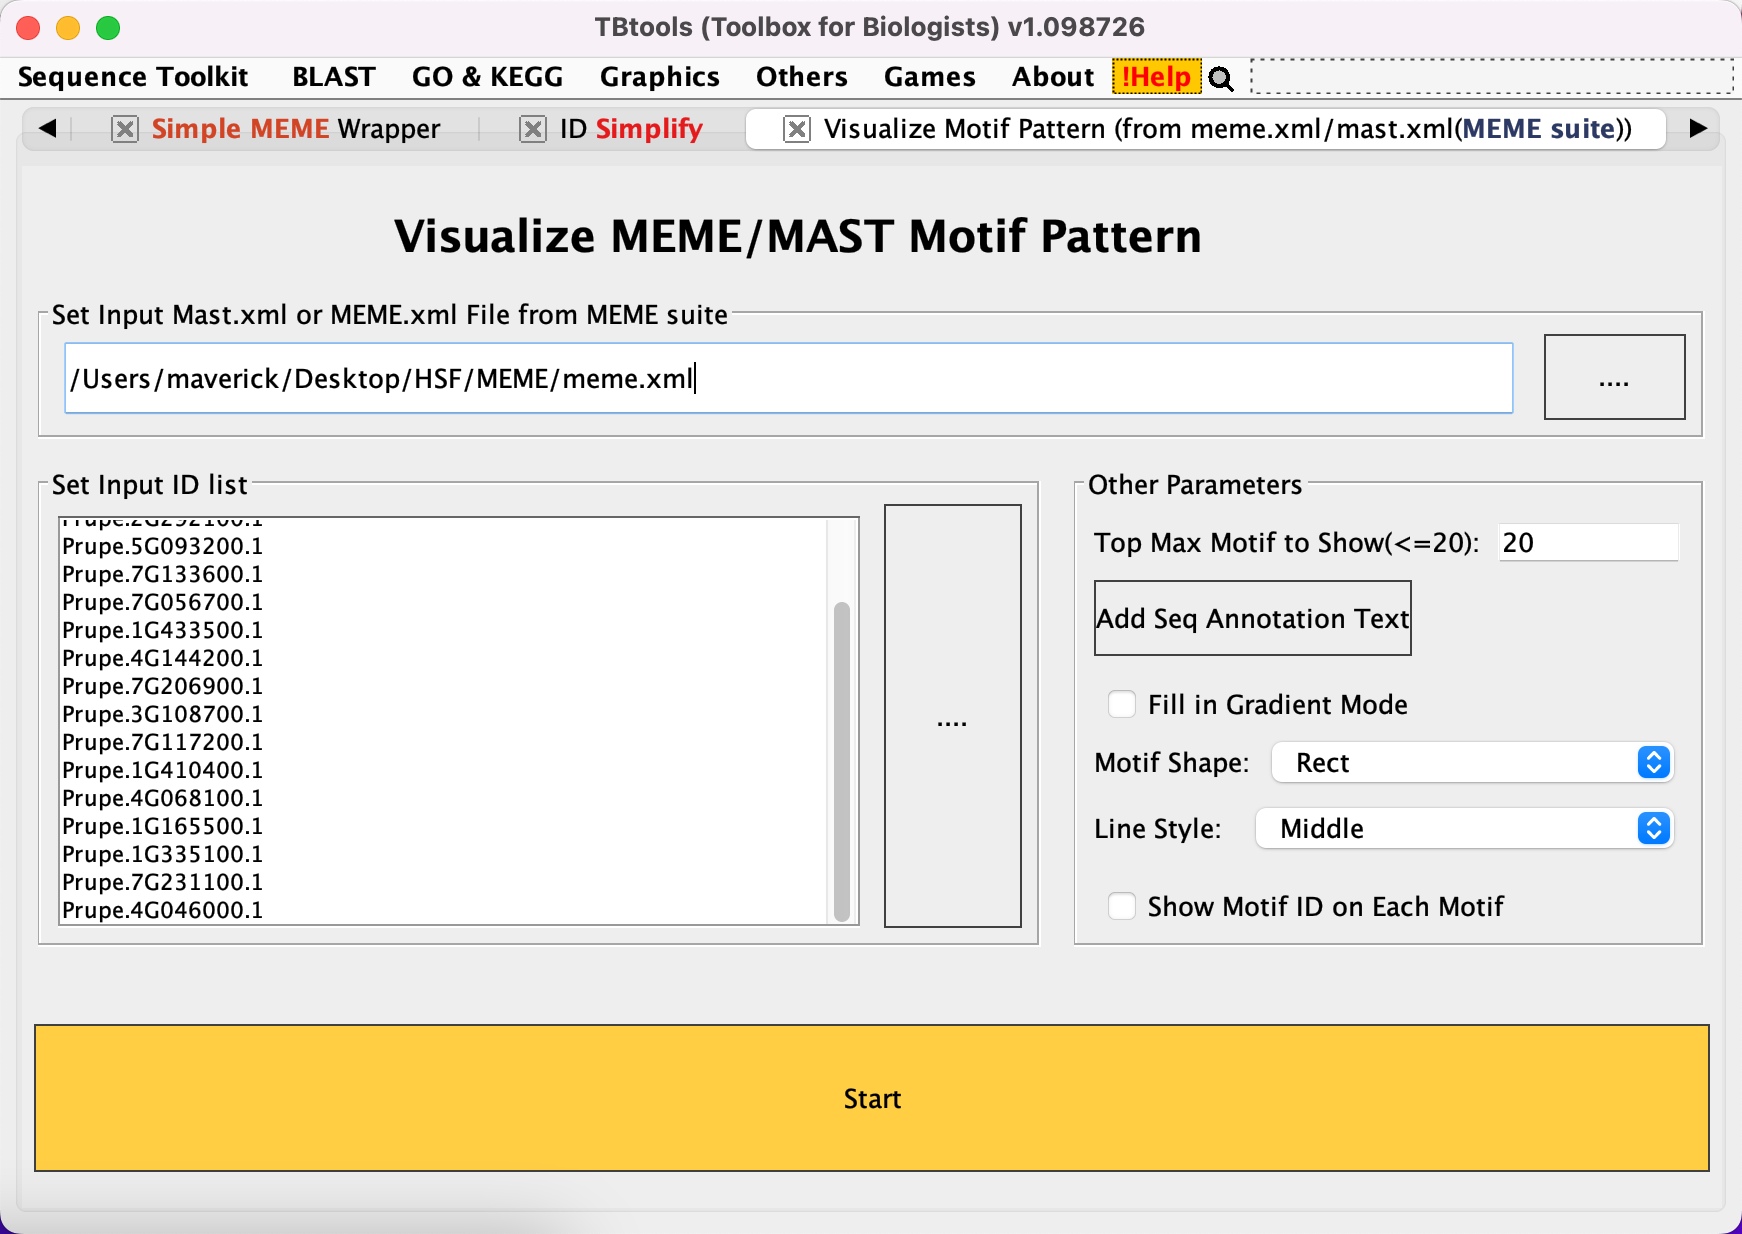 TBtools (Toolbox for Biologists) v1.098726
Sequence Toolkit BLAST GO & KEGG Graphics Others Games About !Help
Simple MEME Wrapper ID Simplify Visualize Motif Pattern (from meme.xml/mast.xml(MEME suite))
Visualize MEME/MAST Motif Pattern
Set Input Mast.xml or MEME.xml File from MEME suite
/Users/maverick/Desktop/HSF/MEME/meme.xml
....
Set Input ID list
Prupe.2G292100.1
Prupe.5G093200.1
Prupe.7G133600.1
Prupe.7G056700.1
Prupe.1G433500.1
Prupe.4G144200.1
Prupe.7G206900.1
Prupe.3G108700.1
Prupe.7G117200.1
Prupe.1G410400.1
Prupe.4G068100.1
Prupe.1G165500.1
Prupe.1G335100.1
Prupe.7G231100.1
Prupe.4G046000.1
....
Other Parameters
Top Max Motif to Show(<=20): 20
Add Seq Annotation Text
Fill in Gradient Mode
Motif Shape: Rect
Line Style: Middle
Show Motif ID on Each Motif
Start